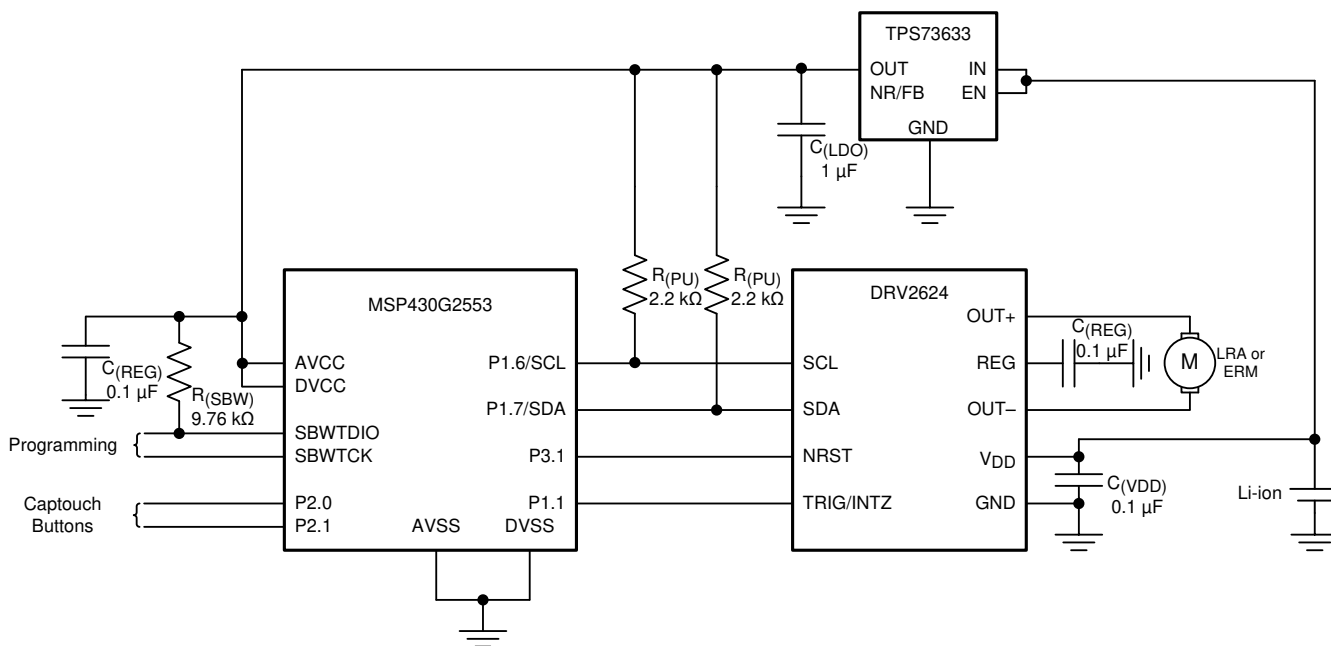 TPS73633
OUT
IN
NR/FB
EN
GND
C(LDO)
1 µF
R(PU)
2.2 kΩ
R(PU)
2.2 kΩ
MSP430G2553
AVCC
DVCC
SBWTDIO
SBWTCK
P2.0
P2.1
AVSS
DVSS
P1.6/SCL
P1.7/SDA
P3.1
P1.1
C(REG)
0.1 µF
R(SBW)
9.76 kΩ
Programming
Captouch
Buttons
DRV2624
SCL
SDA
NRST
TRIG/INTZ
OUT+
REG
OUT–
VDD
GND
C(REG)
0.1 µF
M
LRA or
ERM
C(VDD)
0.1 µF
Li-ion